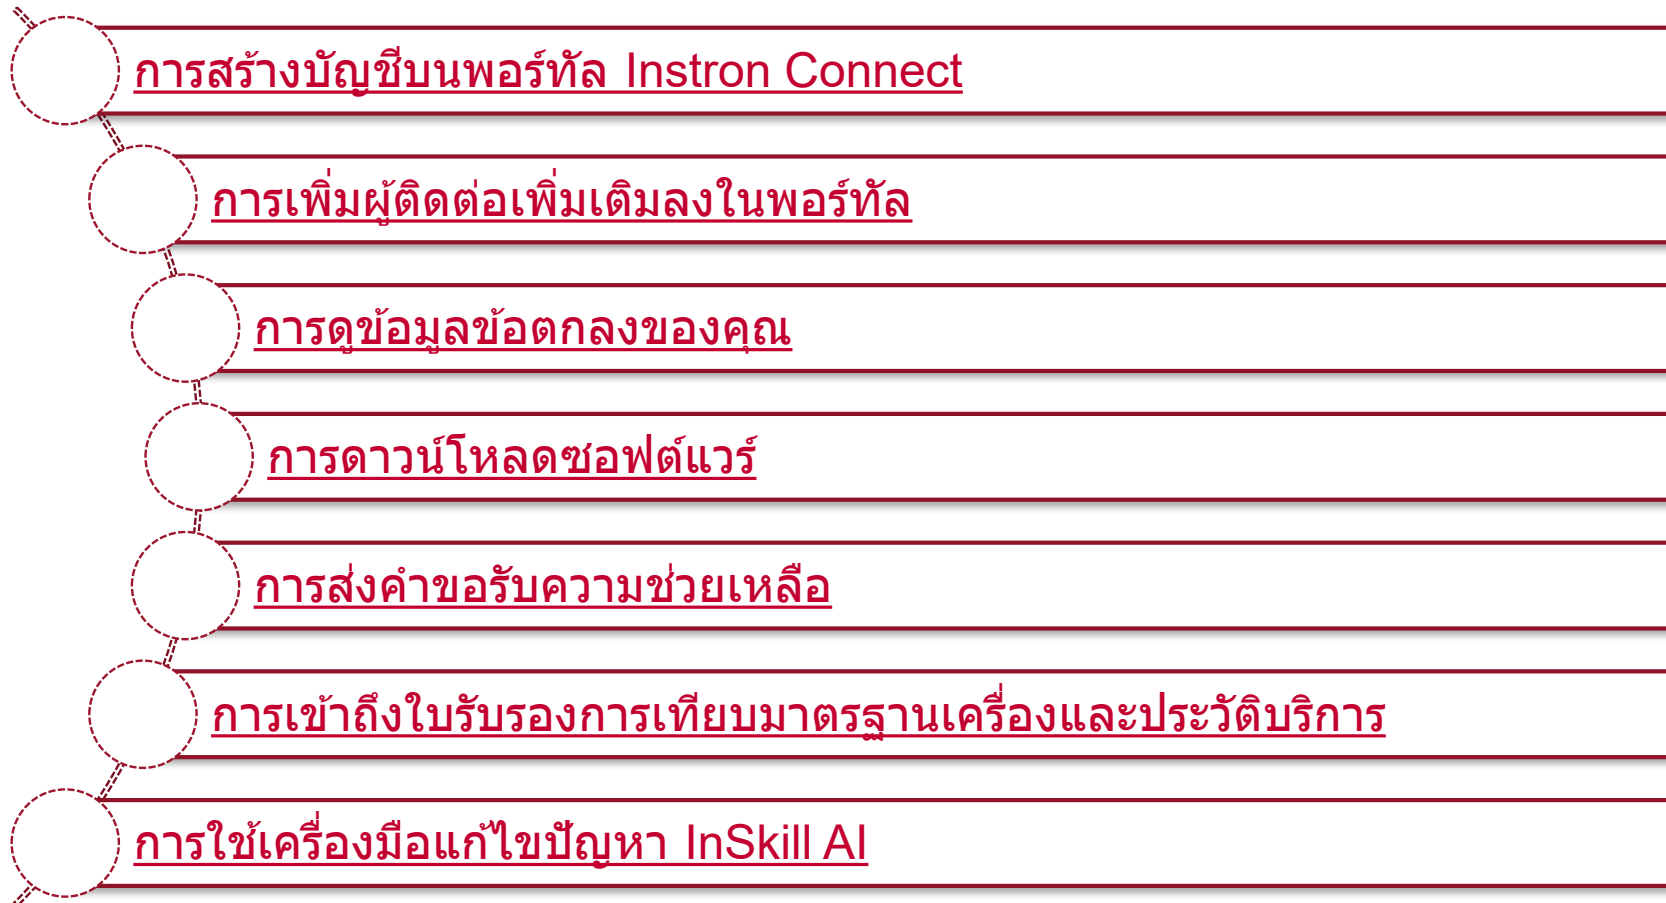 การสร้างบัญชีบนพอร์ทัล Instron Connect
การเพิ่มผู้ติดต่อเพิ่มเติมลงในพอร์ทัล
การดูข้อมูลข้อตกลงของคุณ
การดาวน์โหลดซอฟต์แวร์
การส่งคำขอรับความช่วยเหลือ
การเข้าถึงใบรับรองการเทียบมาตรฐานเครื่องและประวัติบริการ
การใช้เครื่องมือแก้ไขปัญหา InSkill AI